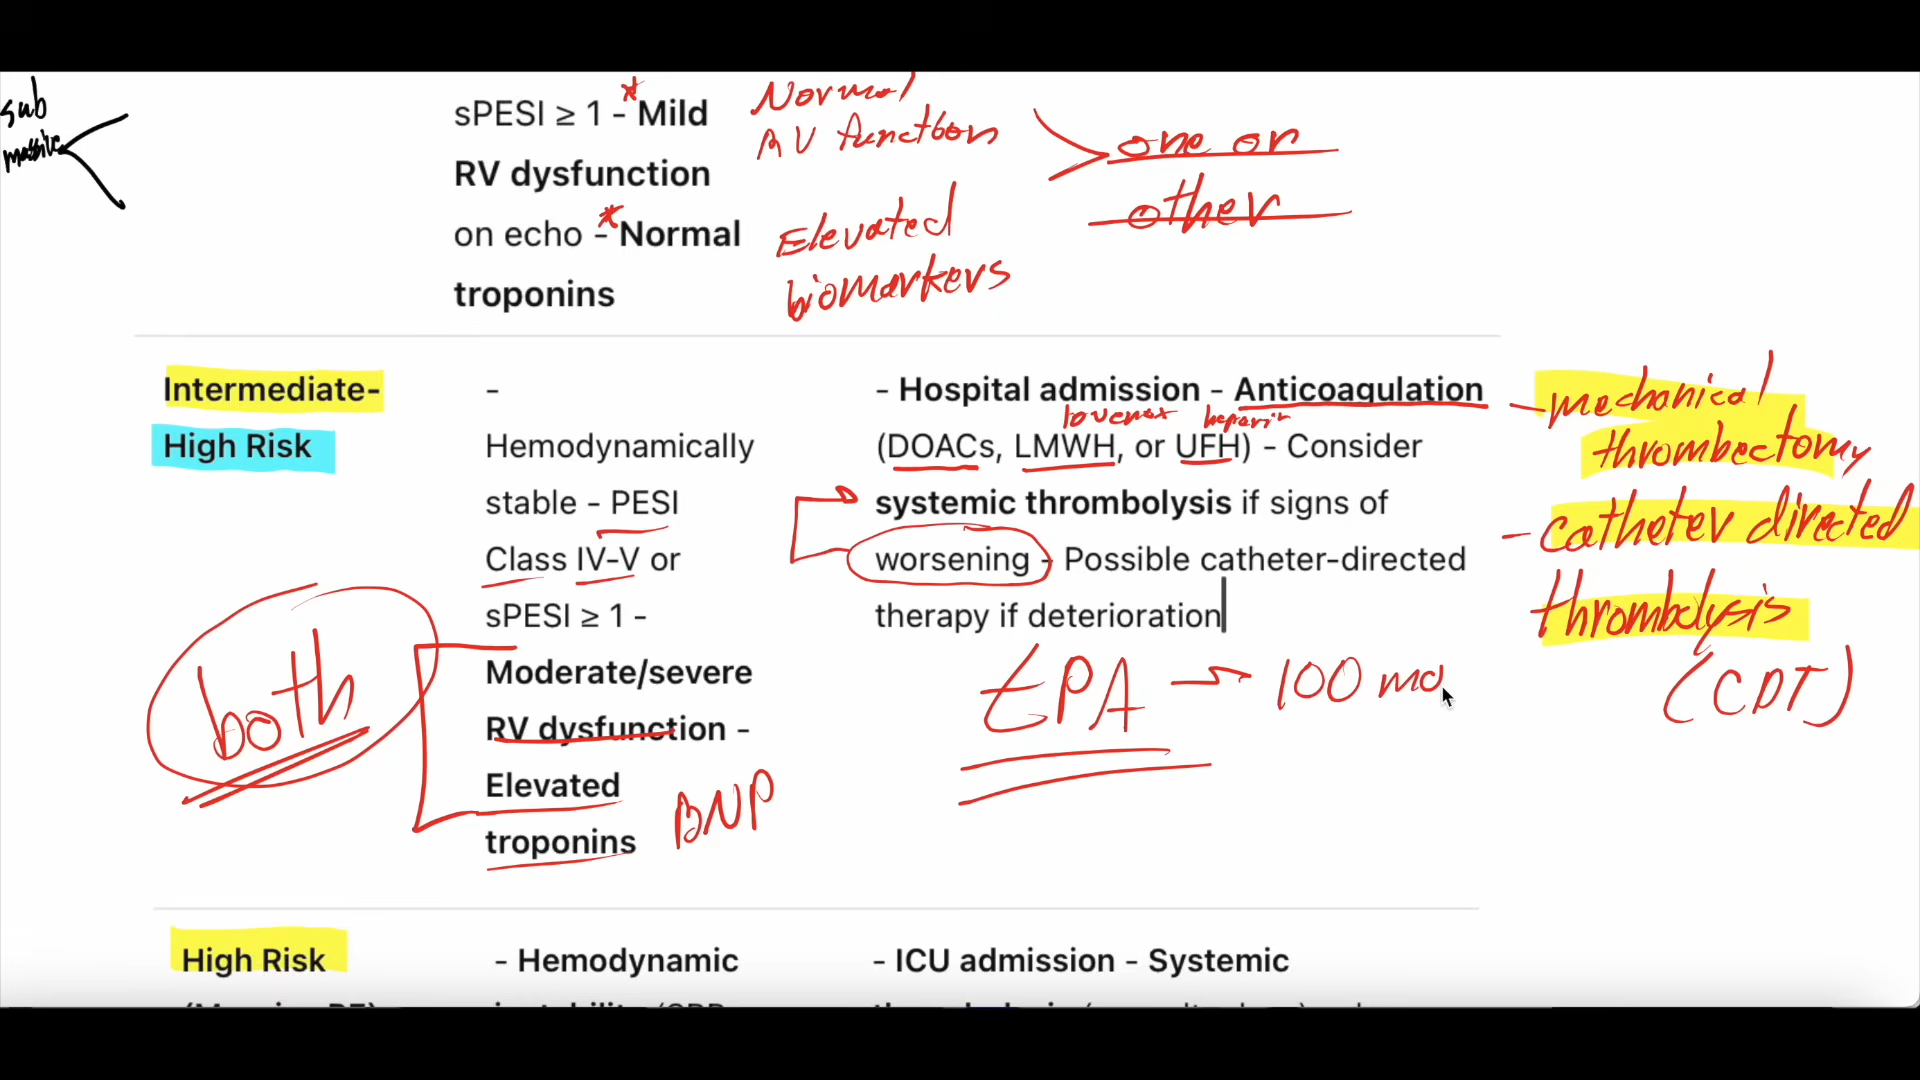 sub
massive
sPESI ≥ 1 - * Mild
RV dysfunction
on echo - * Normal
troponins
Normal
RV function
Elevated
biomarkers
one or
other
Intermediate-
High Risk
-
Hemodynamically
stable - PESI
Class IV-V or
sPESI ≥ 1 -
Moderate/severe
RV dysfunction -
Elevated
troponins
both
BNP
- Hospital admission - Anticoagulation
lovenox heparin
(DOACs, LMWH, or UFH) - Consider
systemic thrombolysis if signs of
worsening - Possible catheter-directed
therapy if deterioration
tPA → 100 mg
- mechanical
thrombectomy
- catheter directed
thrombolysis
(CDT)
High Risk
- Hemodynamic
- ICU admission - Systemic